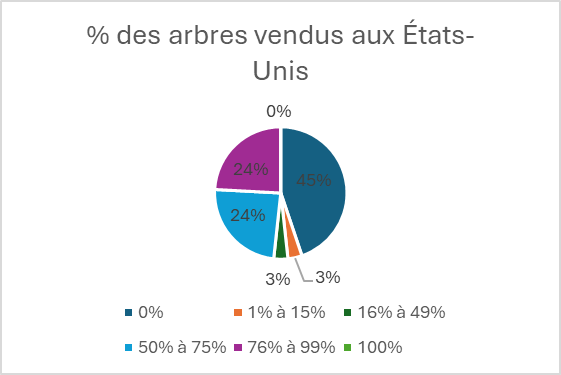 % des arbres vendus aux États-
Unis
0%
24%
45%
24%
3%
3%
0%
1% à 15%
16% à 49%
50% à 75%
76% à 99%
100%